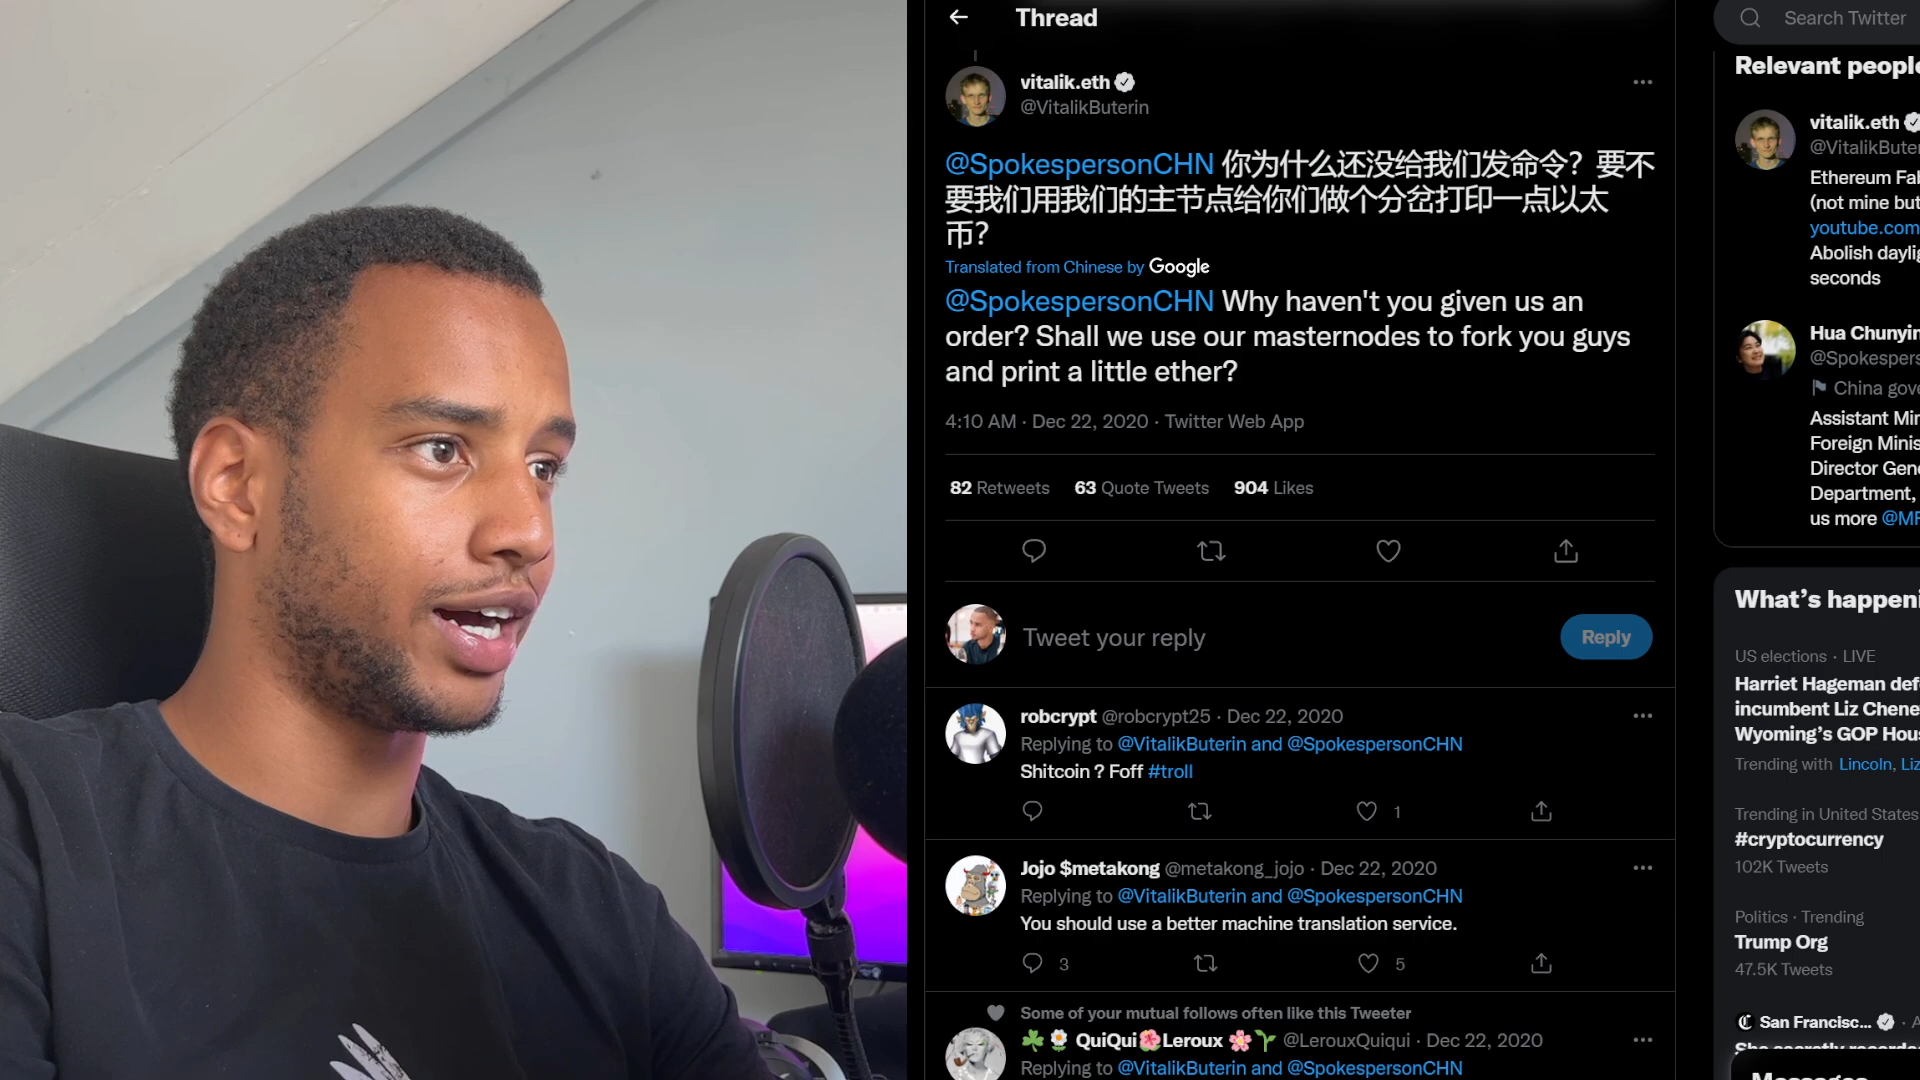 Thread
Search Twitter
vitalik.eth
@VitalikButerin
@SpokespersonCHN 你为什么还没给我们发命令？要不
要我们用我们的主节点给你们做个分岔打印一点以太
币？
Translated from Chinese by Google
@SpokespersonCHN Why haven't you given us an
order? Shall we use our masternodes to fork you guys
and print a little ether?
4:10 AM · Dec 22, 2020 · Twitter Web App
82 Retweets 63 Quote Tweets 904 Likes
Tweet your reply
Reply
robcrypt @robcrypt25 · Dec 22, 2020
Replying to @VitalikButerin and @SpokespersonCHN
Shitcoin ? Foff #troll
1
Jojo $metakong @metakong_jojo · Dec 22, 2020
Replying to @VitalikButerin and @SpokespersonCHN
You should use a better machine translation service.
3 5
Some of your mutual follows often like this Tweeter
QuiQui Leroux @LerouxQuiqui · Dec 22, 2020
Replying to @VitalikButerin and @SpokespersonCHN
Relevant people
vitalik.eth
@VitalikBute
Ethereum Fa
(not mine but
youtube.com
Abolish dayli
seconds
Hua Chunyin
@Spokespers
China gove
Assistant Mi
Foreign Minis
Director Gene
Department,
us more @MF
What's happeni
US elections · LIVE
Harriet Hageman def
incumbent Liz Chene
Wyoming's GOP Hou
Trending with Lincoln, Liz
Trending in United States
#cryptocurrency
102K Tweets
Politics · Trending
Trump Org
47.5K Tweets
San Francisc...